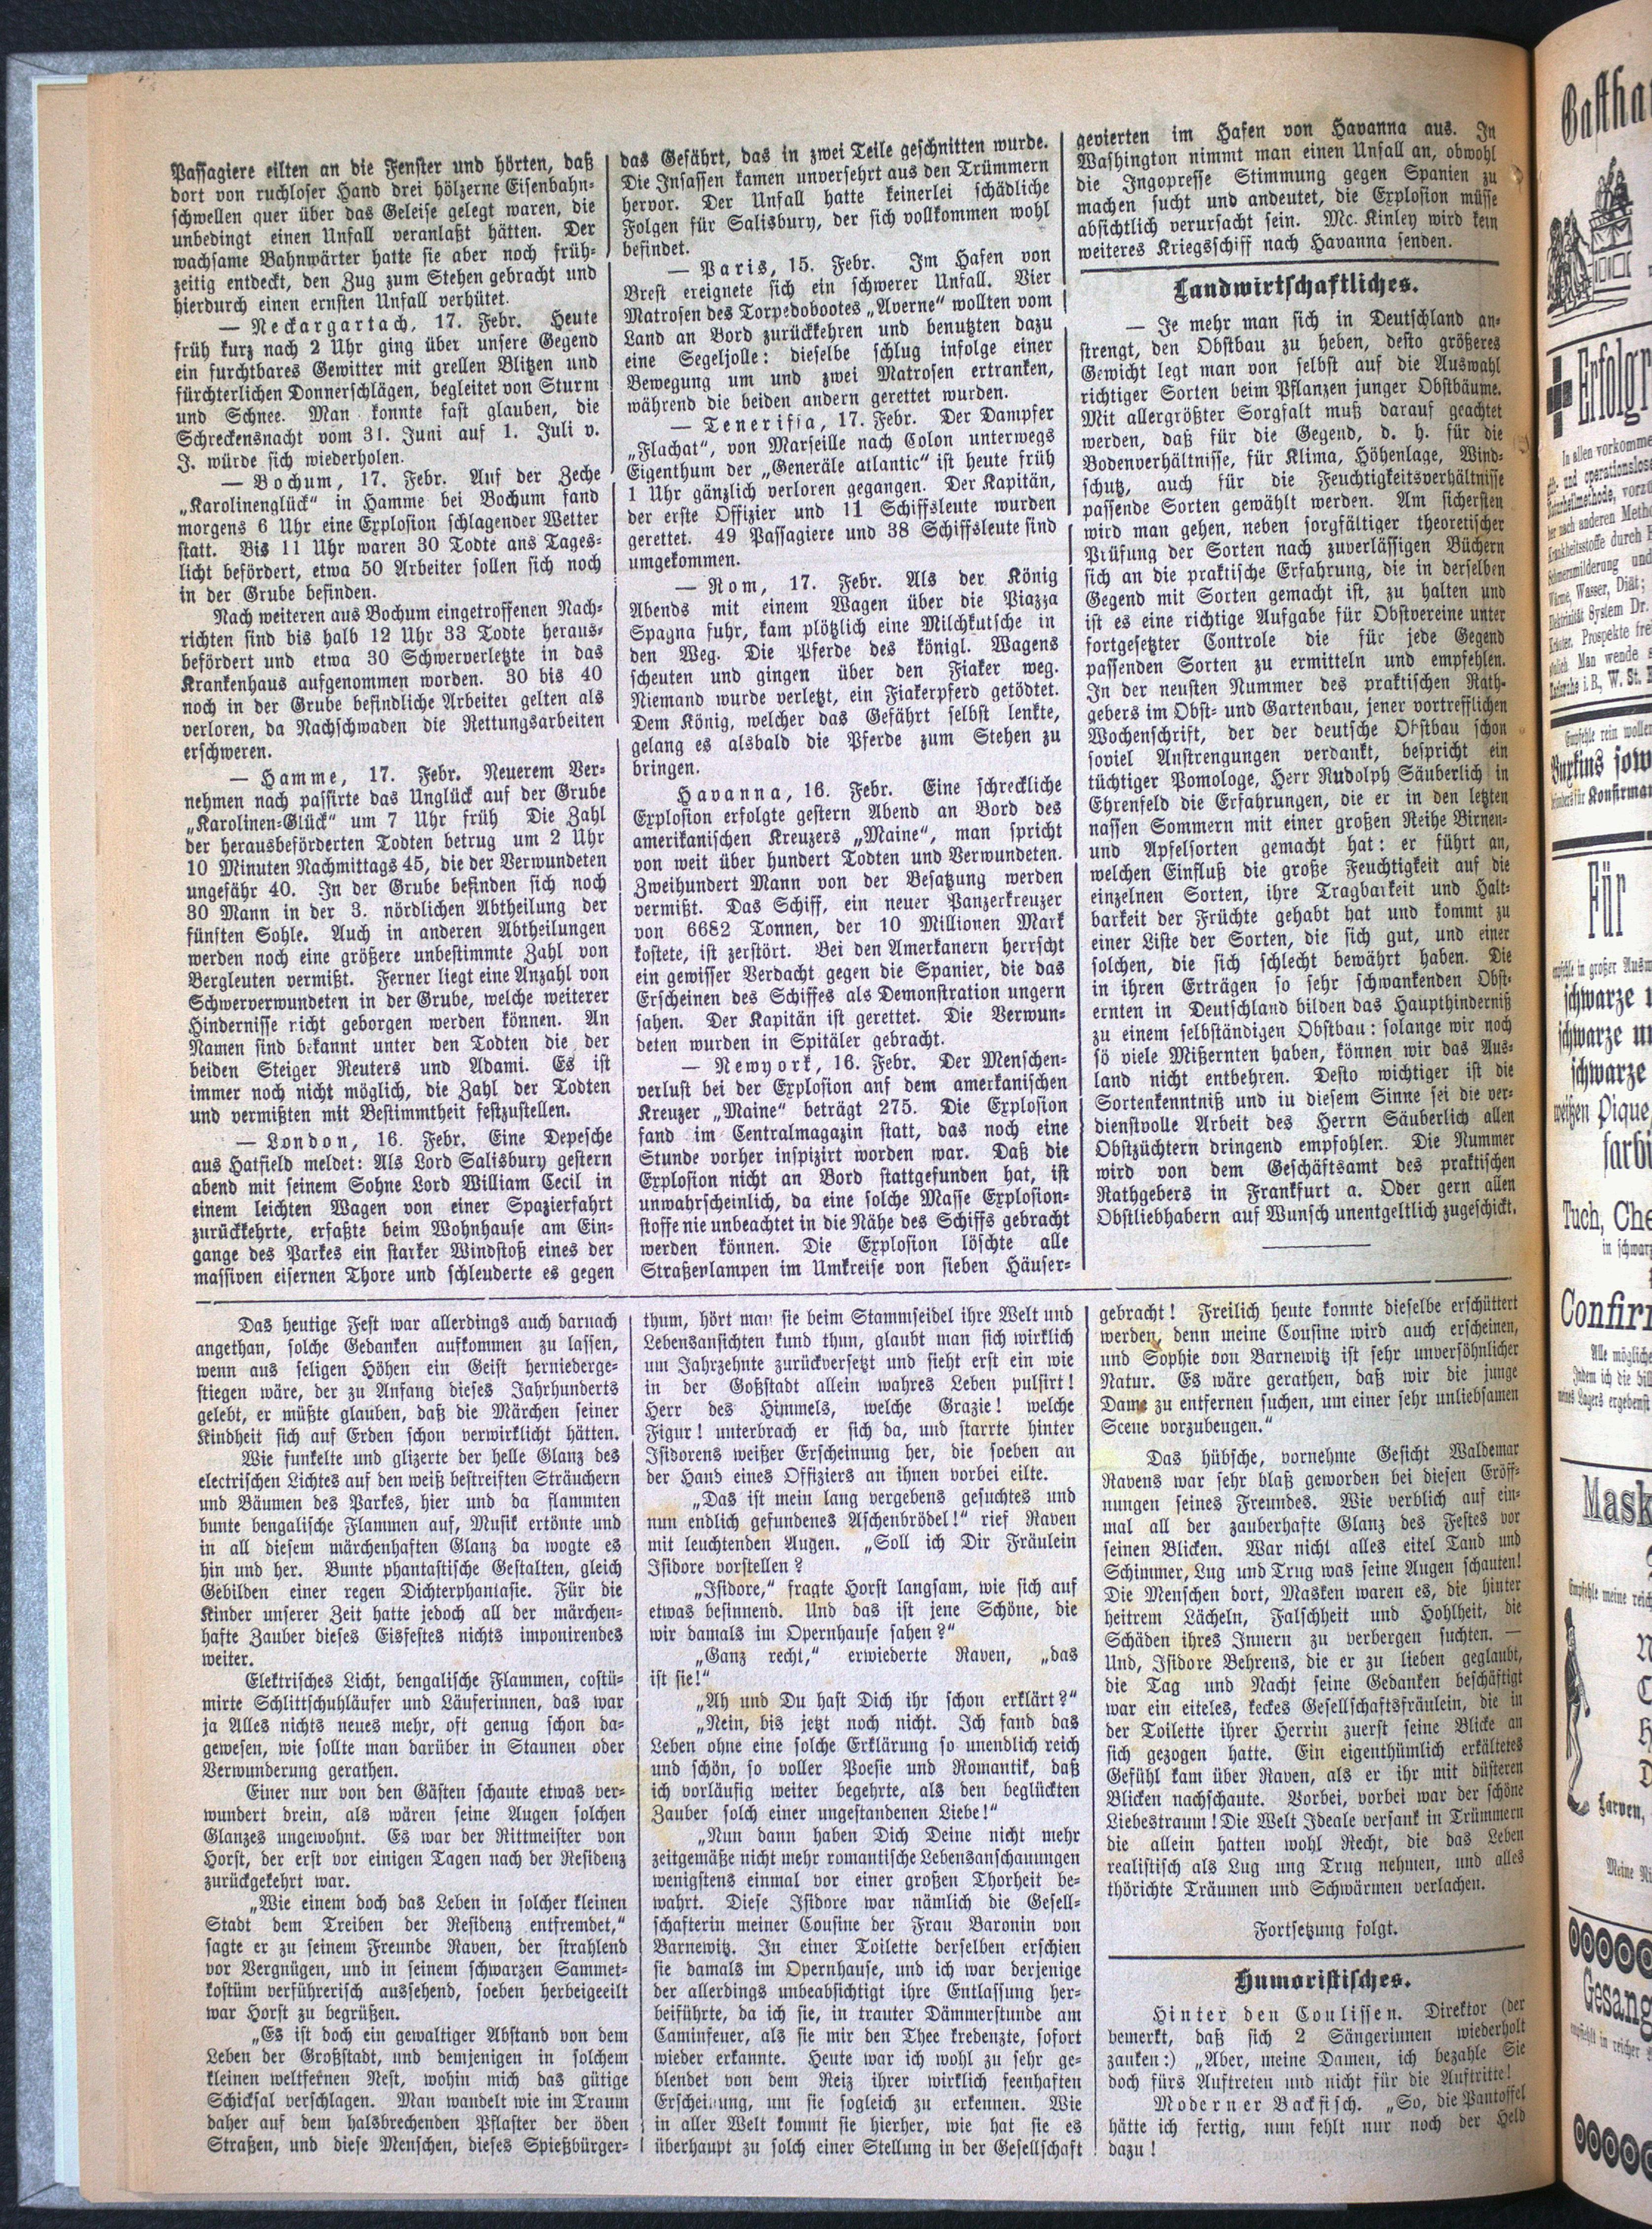 Passagiere eilten an die Fenster und hörten, daß
dort von ruchloser Hand drei hölzerne Eisenbahn-
schwellen quer über das Geleise gelegt waren, die
unbedingt einen Unfall veranlaßt hätten. Der
wachsame Bahnwärter hatte sie aber noch früh-
zeitig entdeckt, den Zug zum Stehen gebracht und
hierdurch einen ernsten Unfall verhütet.
— Neckargartach, 17. Febr. Heute
früh kurz nach 2 Uhr ging über unsere Gegend
ein furchtbares Gewitter mit grellen Blitzen und
fürchterlichen Donnerschlägen, begleitet von Sturm
und Schnee. Man konnte fast glauben, die
Schreckensnacht vom 31. Juni auf 1. Juli v.
J. würde sich wiederholen.
— Bochum, 17. Febr. Auf der Zeche
„Karolinenglück“ in Hamme bei Bochum fand
morgens 6 Uhr eine Explosion schlagender Wetter
statt. Bis 11 Uhr waren 30 Todte ans Tages-
licht befördert, etwa 50 Arbeiter sollen sich noch
in der Grube befinden.
Nach weiteren aus Bochum eingetroffenen Nach-
richten sind bis halb 12 Uhr 33 Todte heraus-
befördert und etwa 30 Schwerverletzte in das
Krankenhaus aufgenommen worden. 30 bis 40
noch in der Grube befindliche Arbeiter gelten als
verloren, da Nachschwaden die Rettungsarbeiten
erschweren.
— Hamme, 17. Febr. Neuerem Ver-
nehmen nach passirte das Unglück auf der Grube
„Karolinen-Glück“ um 7 Uhr früh Die Zahl
der herausbeförderten Todten betrug um 2 Uhr
10 Minuten Nachmittags 45, die der Verwundeten
ungefähr 40. In der Grube befinden sich noch
30 Mann in der 3. nördlichen Abtheilung der
fünften Sohle. Auch in anderen Abtheilungen
werden noch eine größere unbestimmte Zahl von
Bergleuten vermißt. Ferner liegt eine Anzahl von
Schwerverwundeten in der Grube, welche weiterer
Hindernisse nicht geborgen werden können. An
Namen sind bekannt unter den Todten die der
beiden Steiger Reuters und Adami. Es ist
immer noch nicht möglich, die Zahl der Todten
und vermißten mit Bestimmtheit festzustellen.
— London, 16. Febr. Eine Depesche
aus Hatfield meldet: Als Lord Salisbury gestern
abend mit seinem Sohne Lord William Cecil in
einem leichten Wagen von einer Spazierfahrt
zurückkehrte, erfaßte beim Wohnhause am Ein-
gange des Parkes ein starker Windstoß eines der
massiven eisernen Thore und schleuderte es gegen
das Gefährt, das in zwei Teile geschnitten wurde.
Die Insassen kamen unversehrt aus den Trümmern
hervor. Der Unfall hatte keinerlei schädliche
Folgen für Salisbury, der sich vollkommen wohl
befindet.
— Paris, 15. Febr. Im Hafen von
Brest ereignete sich ein schwerer Unfall. Vier
Matrosen des Torpedobootes „Averne“ wollten vom
Land an Bord zurückkehren und benutzten dazu
eine Segeljolle: dieselbe schlug infolge einer
Bewegung um und zwei Matrosen ertranken,
während die beiden andern gerettet wurden.
— Teneriffa, 17. Febr. Der Dampfer
„Flachat“, von Marseille nach Colon unterwegs
Eigenthum der „Generäle atlantic“ ist heute früh
1 Uhr gänzlich verloren gegangen. Der Kapitän,
der erste Offizier und 11 Schiffsleute wurden
gerettet. 49 Passagiere und 38 Schiffsleute sind
umgekommen.
— Rom, 17. Febr. Als der König
Abends mit einem Wagen über die Piazza
Spagna fuhr, kam plötzlich eine Milchkutsche in
den Weg. Die Pferde des königl. Wagens
scheuten und gingen über den Fiaker weg.
Niemand wurde verletzt, ein Fiakerpferd getödtet.
Dem König, welcher das Gefährt selbst lenkte,
gelang es alsbald die Pferde zum Stehen zu
bringen.
Havanna, 16. Febr. Eine schreckliche
Explosion erfolgte gestern Abend an Bord des
amerikanischen Kreuzers „Maine“, man spricht
von weit über hundert Todten und Verwundeten.
Zweihundert Mann von der Besatzung werden
vermißt. Das Schiff, ein neuer Panzerkreuzer
von 6682 Tonnen, der 10 Millionen Mark
kostete, ist zerstört. Bei den Amerkanern herrscht
ein gewisser Verdacht gegen die Spanier, die das
Erscheinen des Schiffes als Demonstration ungern
sahen. Der Kapitän ist gerettet. Die Verwun-
deten wurden in Spitäler gebracht.
— Newyork, 16. Febr. Der Menschen-
verlust bei der Explosion auf dem amerkanischen
Kreuzer „Maine“ beträgt 275. Die Explosion
fand im Centralmagazin statt, das noch eine
Stunde vorher inspizirt worden war. Daß die
Explosion nicht an Bord stattgefunden hat, ist
unwahrscheinlich, da eine solche Masse Explosion-
stoffe nie unbeachtet in die Nähe des Schiffs gebracht
werden können. Die Explosion löschte alle
Straßenlampen im Umkreise von sieben Häuser-
gevierten im Hafen von Havanna aus. In
Washington nimmt man einen Unfall an, obwohl
die Jngopresse Stimmung gegen Spanien zu
machen sucht und andeutet, die Explosion müsse
absichtlich verursacht sein. Mc. Kinley wird kein
weiteres Kriegsschiff nach Havanna senden.
Landwirtschaftliches.
— Je mehr man sich in Deutschland an-
strengt, den Obstbau zu heben, desto größeres
Gewicht legt man von selbst auf die Auswahl
richtiger Sorten beim Pflanzen junger Obstbäume.
Mit allergrößter Sorgfalt muß darauf geachtet
werden, daß für die Gegend, d. h. für die
Bodenverhältnisse, für Klima, Höhenlage, Wind-
schutz, auch für die Feuchtigkeitsverhältnisse
passende Sorten gewählt werden. Am sichersten
wird man gehen, neben sorgfältiger theoretischer
Prüfung der Sorten nach zuverlässigen Büchern
sich an die praktische Erfahrung, die in derselben
Gegend mit Sorten gemacht ist, zu halten und
ist es eine richtige Aufgabe für Obstvereine unter
fortgesetzter Controle die für jede Gegend
passenden Sorten zu ermitteln und empfehlen.
In der neusten Nummer des praktischen Rath-
gebers im Obst- und Gartenbau, jener vortrefflichen
Wochenschrift, der der deutsche Obstbau schon
soviel Anstrengungen verdankt, bespricht ein
tüchtiger Pomologe, Herr Rudolph Säuberlich in
Ehrenfeld die Erfahrungen, die er in den letzten
nassen Sommern mit einer großen Reihe Birnen-
und Apfelsorten gemacht hat: er führt an,
welchen Einfluß die große Feuchtigkeit auf die
einzelnen Sorten, ihre Tragbarkeit und Halt-
barkeit der Früchte gehabt hat und kommt zu
einer Liste der Sorten, die sich gut, und einer
solchen, die sich schlecht bewährt haben. Die
in ihren Erträgen so sehr schwankenden Obst-
ernten in Deutschland bilden das Haupthinderniß
zu einem selbständigen Obstbau: solange wir noch
sö viele Mißernten haben, können wir das Aus-
land nicht entbehren. Desto wichtiger ist die
Sortenkenntniß und iu diesem Sinne sei die ver-
dienstvolle Arbeit des Herrn Säuberlich allen
Obstzüchtern dringend empfohlen. Die Nummer
wird von dem Geschäftsamt des praktischen
Rathgebers in Frankfurt a. Oder gern allen
Obstliebhabern auf Wunsch unentgeltlich zugeschickt.
Das heutige Fest war allerdings auch darnach
angethan, solche Gedanken aufkommen zu lassen,
wenn aus seligen Höhen ein Geist herniederge-
stiegen wäre, der zu Anfang dieses Jahrhunderts
gelebt, er müßte glauben, daß die Märchen seiner
Kindheit sich auf Erden schon verwirklicht hätten.
Wie funkelte und glizerte der helle Glanz des
electrischen Lichtes auf den weiß bestreiften Sträuchern
und Bäumen des Parkes, hier und da flammten
bunte bengalische Flammen auf, Musik ertönte und
in all diesem märchenhaften Glanz da wogte es
hin und her. Bunte phantastische Gestalten, gleich
Gebilden einer regen Dichterphantasie. Für die
Kinder unserer Zeit hatte jedoch all der märchen-
hafte Zauber dieses Eisfestes nichts imponirendes
weiter.
Elektrisches Licht, bengalische Flammen, costü-
mirte Schlittschuhläufer und Läuferinnen, das war
ja Alles nichts neues mehr, oft genug schon da-
gewesen, wie sollte man darüber in Staunen oder
Verwunderung gerathen.
Einer nur von den Gästen schaute etwas ver-
wundert drein, als wären seine Augen solchen
Glanzes ungewohnt. Es war der Rittmeister von
Horst, der erst vor einigen Tagen nach der Residenz
zurückgekehrt war.
„Wie einem doch das Leben in solcher kleinen
Stadt dem Treiben der Residenz entfremdet,“
sagte er zu seinem Freunde Raven, der strahlend
vor Vergnügen, und in seinem schwarzen Sammet-
kostüm verführerisch aussehend, soeben herbeigeeilt
war Horst zu begrüßen.
„Es ist doch ein gewaltiger Abstand von dem
Leben der Großstadt, und demjenigen in solchem
kleinen weltfernen Nest, wohin mich das gütige
Schicksal verschlagen. Man wandelt wie im Traum
daher auf dem halsbrechenden Pflaster der öden
Straßen, und diese Menschen, dieses Spießbürger-
thum, hört man sie beim Stammseidel ihre Welt und
Lebensansichten kund thun, glaubt man sich wirklich
um Jahrzehnte zurückversetzt und sieht erst ein wie
in der Goßstadt allein wahres Leben pulsirt!
Herr des Himmels, welche Grazie! welche
Figur! unterbrach er sich da, und starrte hinter
Isidorens weißer Erscheinung her, die soeben an
der Hand eines Offiziers an ihnen vorbei eilte.
„Das ist mein lang vergebens gesuchtes und
nun endlich gefundenes Aschenbrödel!“ rief Raven
mit leuchtenden Augen. „Soll ich Dir Fräulein
Isidore vorstellen?
„Isidore,“ fragte Horst langsam, wie sich auf
etwas besinnend. Und das ist jene Schöne, die
wir damals im Opernhause sahen?“
„Ganz recht,“ erwiederte Raven, „das
ist sie!“
„Ah und Du hast Dich ihr schon erklärt?“
„Nein, bis jetzt noch nicht. Ich fand das
Leben ohne eine solche Erklärung so unendlich reich
und schön, so voller Poesie und Romantik, daß
ich vorläufig weiter begehrte, als den beglückten
Zauber solch einer ungestandenen Liebe!“
„Nun dann haben Dich Deine nicht mehr
zeitgemäße nicht mehr romantische Lebensanschauungen
wenigstens einmal vor einer großen Thorheit be-
wahrt. Diese Isidore war nämlich die Gesell-
schafterin meiner Cousine der Frau Baronin von
Barnewitz. In einer Toilette derselben erschien
sie damals im Opernhause, und ich war derjenige
der allerdings unbeabsichtigt ihre Entlassung her-
beiführte, da ich sie, in trauter Dämmerstunde am
Caminfeuer, als sie mir den Thee kredenzte, sofort
wieder erkannte. Heute war ich wohl zu sehr ge-
blendet von dem Reiz ihrer wirklich feenhaften
Erscheinung, um sie sogleich zu erkennen. Wie
in aller Welt kommt sie hierher, wie hat sie es
überhaupt zu solch einer Stellung in der Gesellschaft
gebracht! Freilich heute konnte dieselbe erschüttert
werden, denn meine Cousine wird auch erscheinen,
und Sophie von Barnewitz ist sehr unversöhnlicher
Natur. Es wäre gerathen, daß wir die junge
Dame zu entfernen suchen, um einer sehr unliebsamen
Scene vorzubeugen.“
Das hübsche, vornehme Gesicht Waldemar
Ravens war sehr blaß geworden bei diesen Eröff-
nungen seines Freundes. Wie verblich auf ein-
mal all der zauberhafte Glanz des Festes vor
seinen Blicken. War nicht alles eitel Tand und
Schimmer, Lug und Trug was seine Augen schauten!
Die Menschen dort, Masken waren es, die hinter
heitrem Lächeln, Falschheit und Hohlheit, die
Schäden ihres Innern zu verbergen suchten. —
Und, Isidore Behrens, die er zu lieben geglaubt,
die Tag und Nacht seine Gedanken beschäftigt
war ein eiteles, keckes Gesellschaftsfräulein, die in
der Toilette ihrer Herrin zuerst seine Blicke an
sich gezogen hatte. Ein eigenthümlich erkältetes
Gefühl kam über Raven, als er ihr mit düsteren
Blicken nachschaute. Vorbei, vorbei war der schöne
Liebestraum! Die Welt Ideale versank in Trümmern
die allein hatten wohl Recht, die das Leben
realistisch als Lug ung Trug nehmen, und alles
thörichte Träumen und Schwärmen verlachen.
Fortsetzung folgt.
Humoristisches.
Hinter den Coulissen. Direktor (der
bemerkt, daß sich 2 Sängerinnen wiederholt
zanken:) „Aber, meine Damen, ich bezahle Sie
doch fürs Auftreten und nicht für die Auftritte!
Moderner Backfisch. „So, die Pantoffel
hätte ich fertig, nun fehlt nur noch der Held
dazu!
Erfolgr
In allen vorkomme
Für
schwarze
Confirm
Mask
Larven,
Gesang